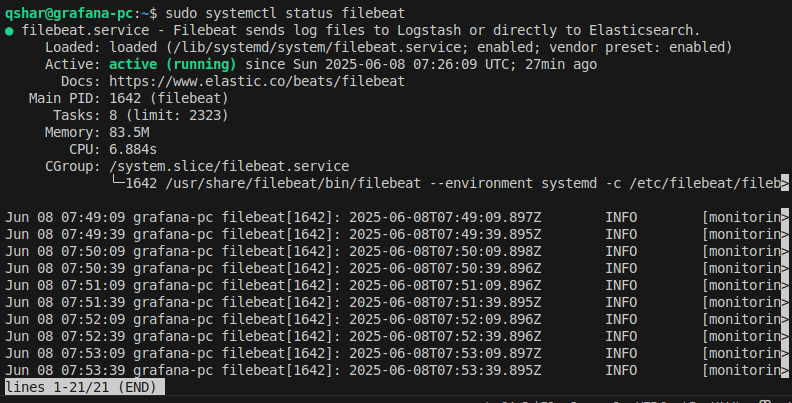 qshar@grafana-pc:~$ sudo systemctl status filebeat
● filebeat.service - Filebeat sends log files to Logstash or directly to Elasticsearch.
     Loaded: loaded (/lib/systemd/system/filebeat.service; enabled; vendor preset: enabled)
     Active: active (running) since Sun 2025-06-08 07:26:09 UTC; 27min ago
       Docs: https://www.elastic.co/beats/filebeat
   Main PID: 1642 (filebeat)
      Tasks: 8 (limit: 2323)
     Memory: 83.5M
        CPU: 6.884s
     CGroup: /system.slice/filebeat.service
             └─1642 /usr/share/filebeat/bin/filebeat --environment systemd -c /etc/filebeat/fileb>
Jun 08 07:49:09 grafana-pc filebeat[1642]: 2025-06-08T07:49:09.897Z        INFO        [monitorin>
Jun 08 07:49:39 grafana-pc filebeat[1642]: 2025-06-08T07:49:39.895Z        INFO        [monitorin>
Jun 08 07:50:09 grafana-pc filebeat[1642]: 2025-06-08T07:50:09.898Z        INFO        [monitorin>
Jun 08 07:50:39 grafana-pc filebeat[1642]: 2025-06-08T07:50:39.896Z        INFO        [monitorin>
Jun 08 07:51:09 grafana-pc filebeat[1642]: 2025-06-08T07:51:09.896Z        INFO        [monitorin>
Jun 08 07:51:39 grafana-pc filebeat[1642]: 2025-06-08T07:51:39.895Z        INFO        [monitorin>
Jun 08 07:52:09 grafana-pc filebeat[1642]: 2025-06-08T07:52:09.896Z        INFO        [monitorin>
Jun 08 07:52:39 grafana-pc filebeat[1642]: 2025-06-08T07:52:39.896Z        INFO        [monitorin>
Jun 08 07:53:09 grafana-pc filebeat[1642]: 2025-06-08T07:53:09.897Z        INFO        [monitorin>
Jun 08 07:53:39 grafana-pc filebeat[1642]: 2025-06-08T07:53:39.895Z        INFO        [monitorin>
lines 1-21/21 (END)